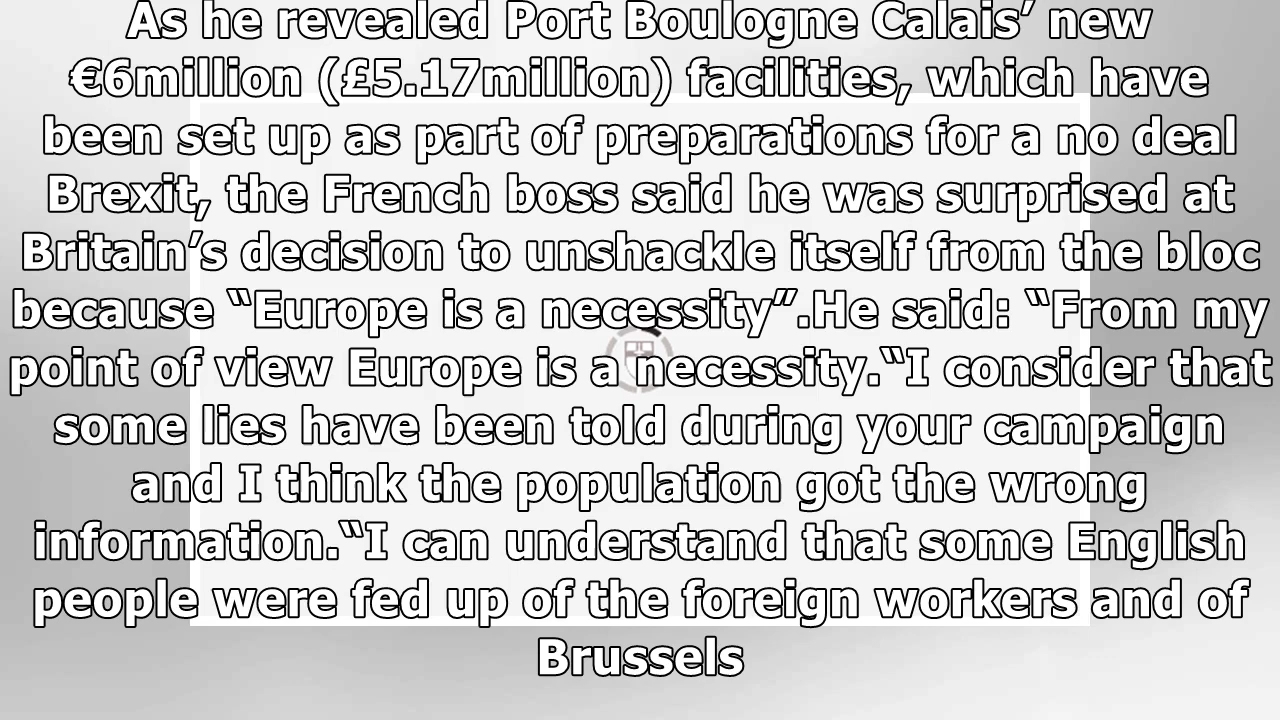 As he revealed Port Boulogne Calais’ new
€6million (£5.17million) facilities, which have
been set up as part of preparations for a no deal
Brexit, the French boss said he was surprised at
Britain’s decision to unshackle itself from the bloc
because “Europe is a necessity”.He said: “From my
point of view Europe is a necessity.“I consider that
some lies have been told during your campaign
and I think the population got the wrong
information.“I can understand that some English
people were fed up of the foreign workers and of
Brussels